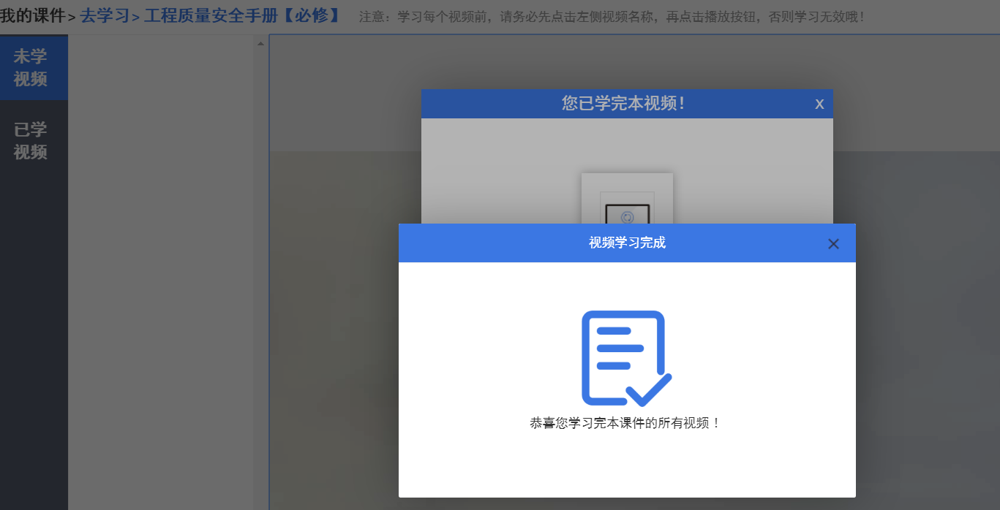 我的课件> 去学习> 工程质量安全手册【必修】 注意：学习每个视频前，请务必先点击左侧视频名称，再点击播放按钮，否则学习无效哦！
未学
视频
已学
视频
您已学完本视频！ x
视频学习完成
恭喜您学习完本课件的所有视频！